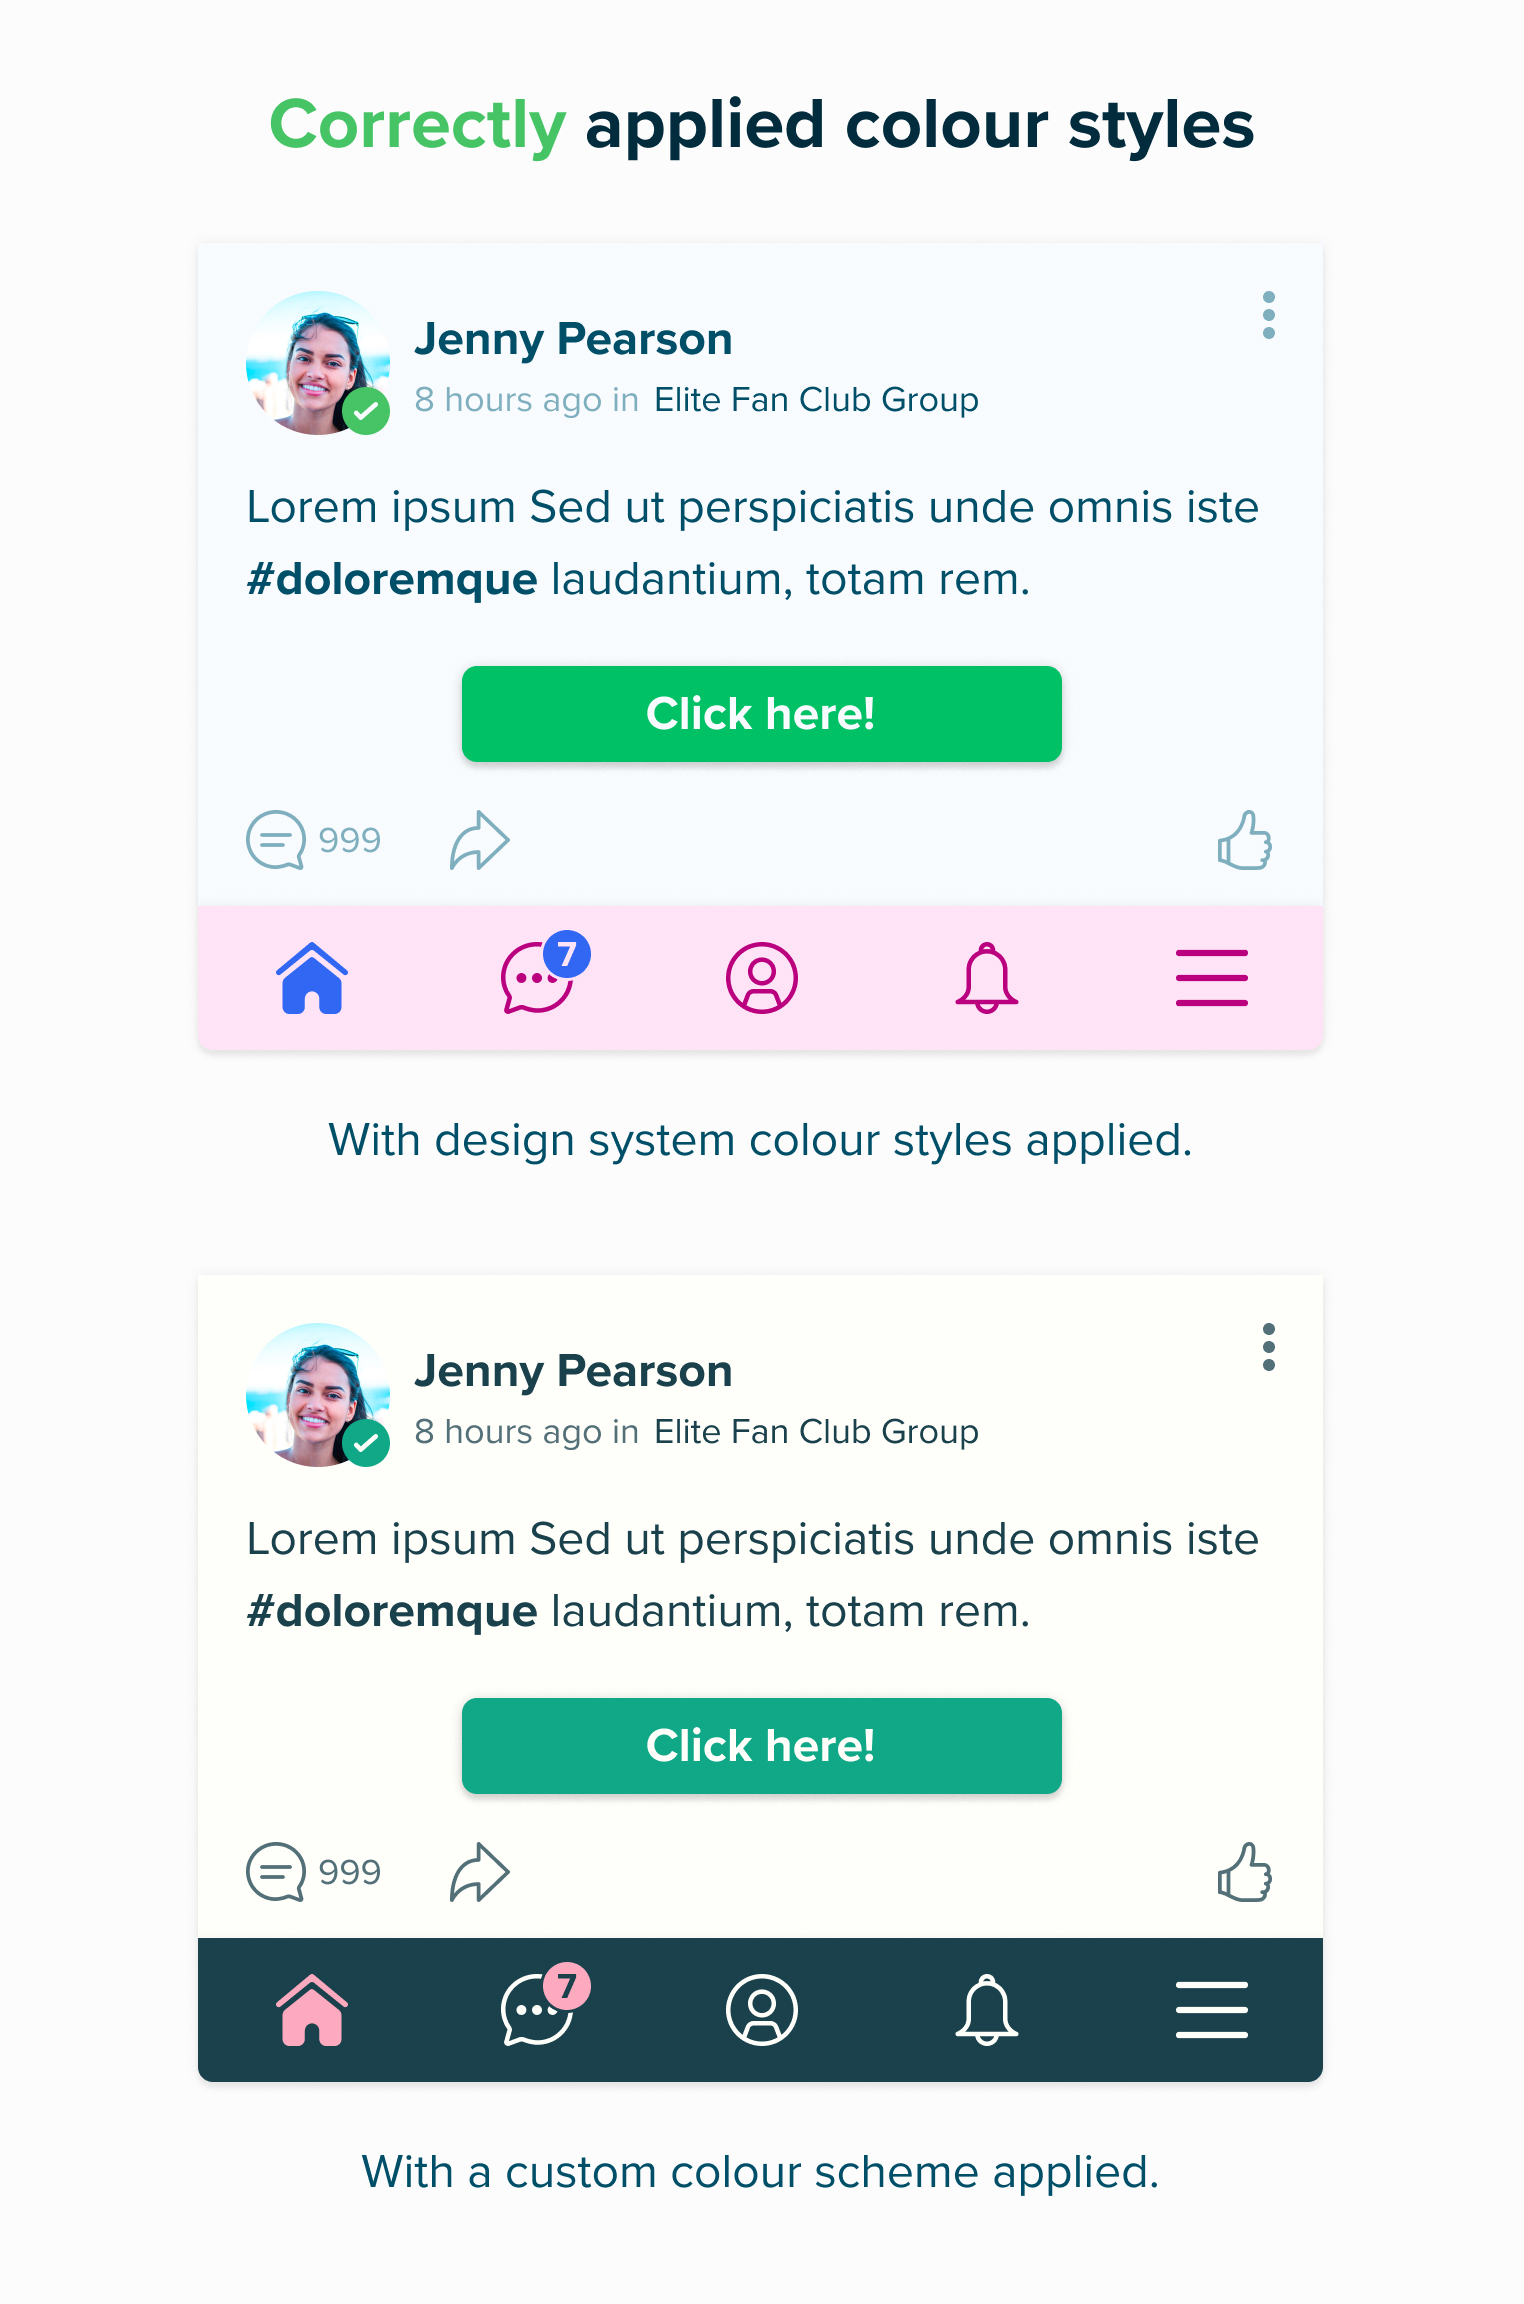 Correctly applied colour styles
Jenny Pearson
8 hours ago in Elite Fan Club Group
Lorem ipsum Sed ut perspiciatis unde omnis iste
#doloremque laudantium, totam rem.
Click here!
999
7
With design system colour styles applied.
Jenny Pearson
8 hours ago in Elite Fan Club Group
Lorem ipsum Sed ut perspiciatis unde omnis iste
#doloremque laudantium, totam rem.
Click here!
999
7
With a custom colour scheme applied.